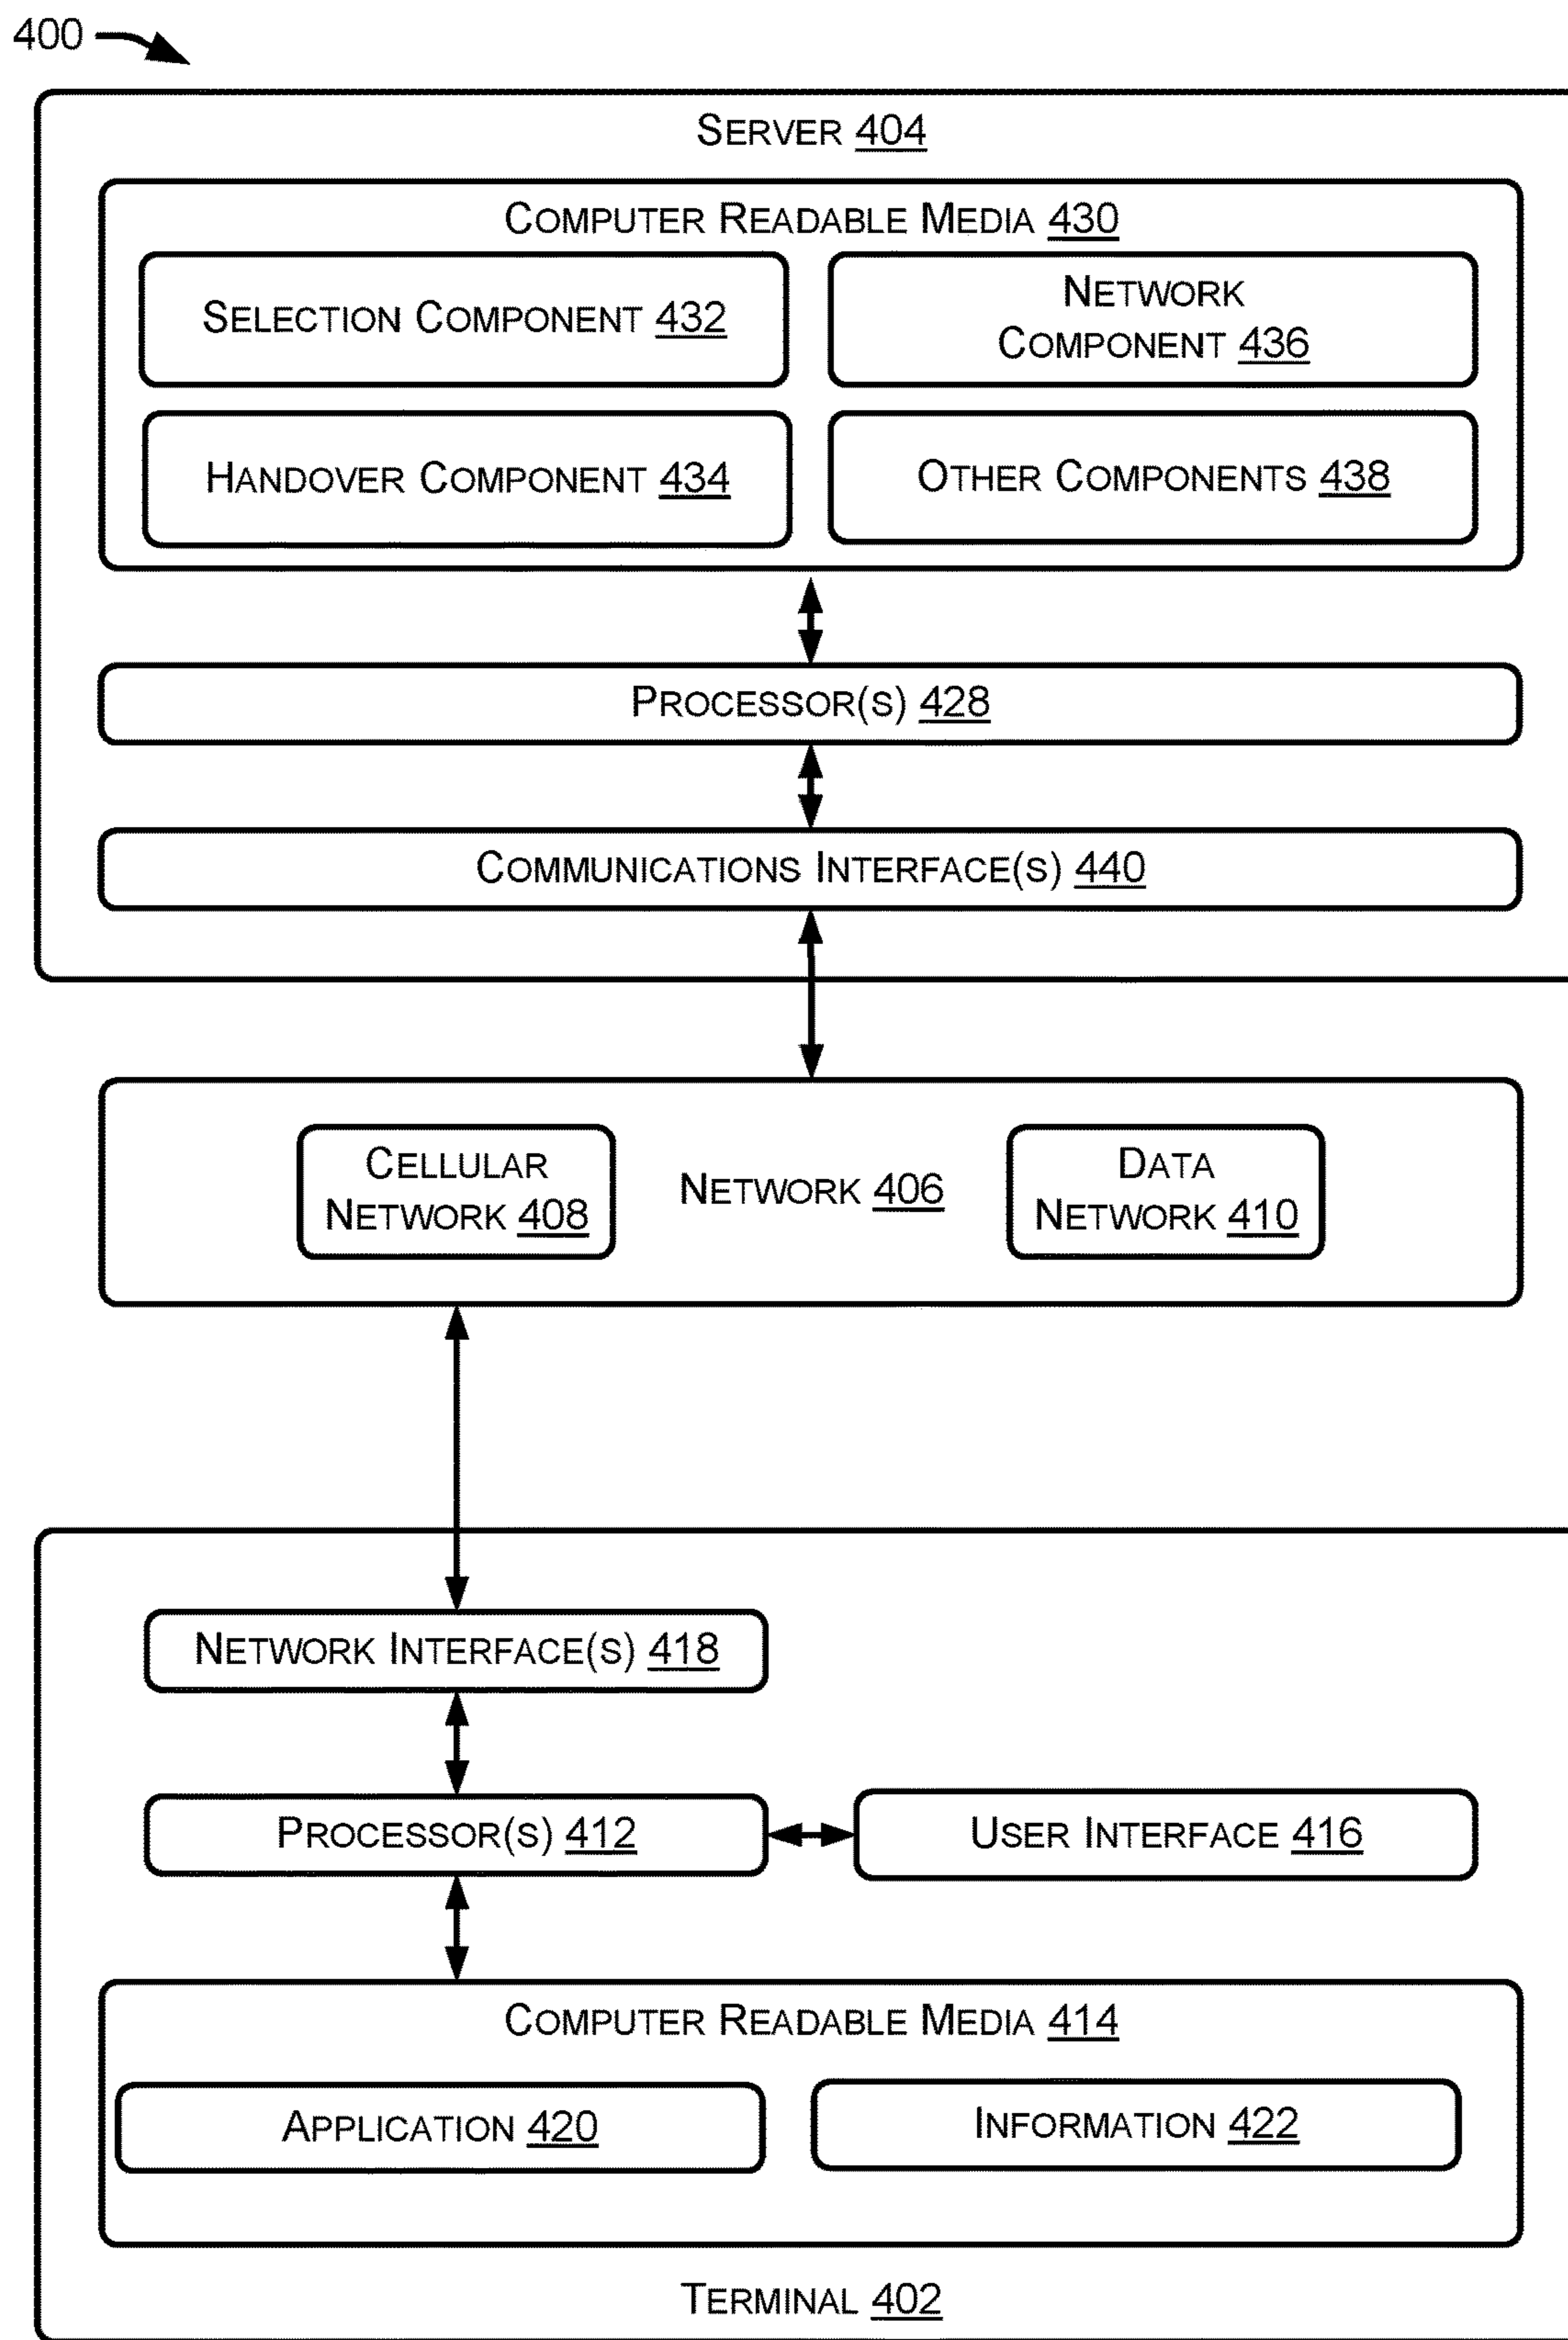 400
SERVER 404
COMPUTER READABLE MEDIA 430
SELECTION COMPONENT 432
NETWORK
COMPONENT 436
HANDOVER COMPONENT 434
OTHER COMPONENTS 438
PROCESSOR(S) 428
COMMUNICATIONS INTERFACE(S) 440
CELLULAR
NETWORK 408
NETWORK 406
DATA
NETWORK 410
NETWORK INTERFACE(S) 418
PROCESSOR(S) 412
USER INTERFACE 416
COMPUTER READABLE MEDIA 414
APPLICATION 420
INFORMATION 422
TERMINAL 402